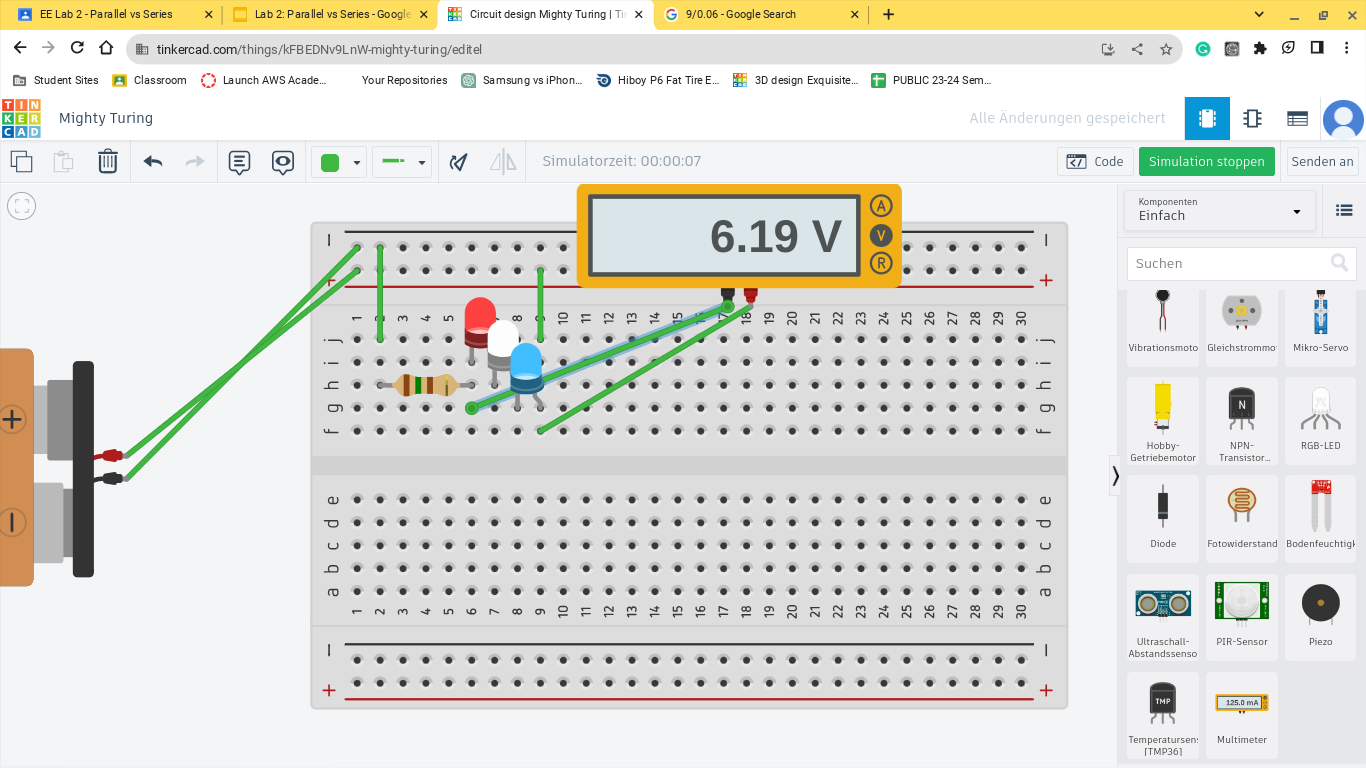 EE Lab 2 - Parallel vs Series
Lab 2: Parallel vs Series - Google
Circuit design Mighty Turing | Ti
9/0.06 - Google Search
tinkercad.com/things/kFBEDNv9LnW-mighty-turing/editel
Student Sites
Classroom
Launch AWS Acade…
Your Repositories
Samsung vs iPhon…
Hiboy P6 Fat Tire E…
3D design Exquisite…
PUBLIC 23-24 Sem…
TIN
KER
CAD
Mighty Turing
Alle Änderungen gespeichert
Simulatorzeit: 00:00:07
Code
Simulation stoppen
Senden an
6.19 V
A
V
R
Komponenten
Einfach
Suchen
Vibrationsmoto
Gleichstrommo
Mikro-Servo
Hobby-
Getriebemotor
N
NPN-
Transistor…
RGB-LED
Diode
Fotowiderstand
Bodenfeuchtigk
Ultraschall-
Abstandssenso
PIR-Sensor
Piezo
TMP
Temperatursens
[TMP36]
125.0 mA
Multimeter
1 2 3 4 5 6 7 8 9 10 11 12 13 14 15 16 17 18 19 20 21 22 23 24 25 26 27 28 29 30
j j
i i
h h
g g
f f
e e
d d
c c
b b
a a
1 2 3 4 5 6 7 8 9 10 11 12 13 14 15 16 17 18 19 20 21 22 23 24 25 26 27 28 29 30